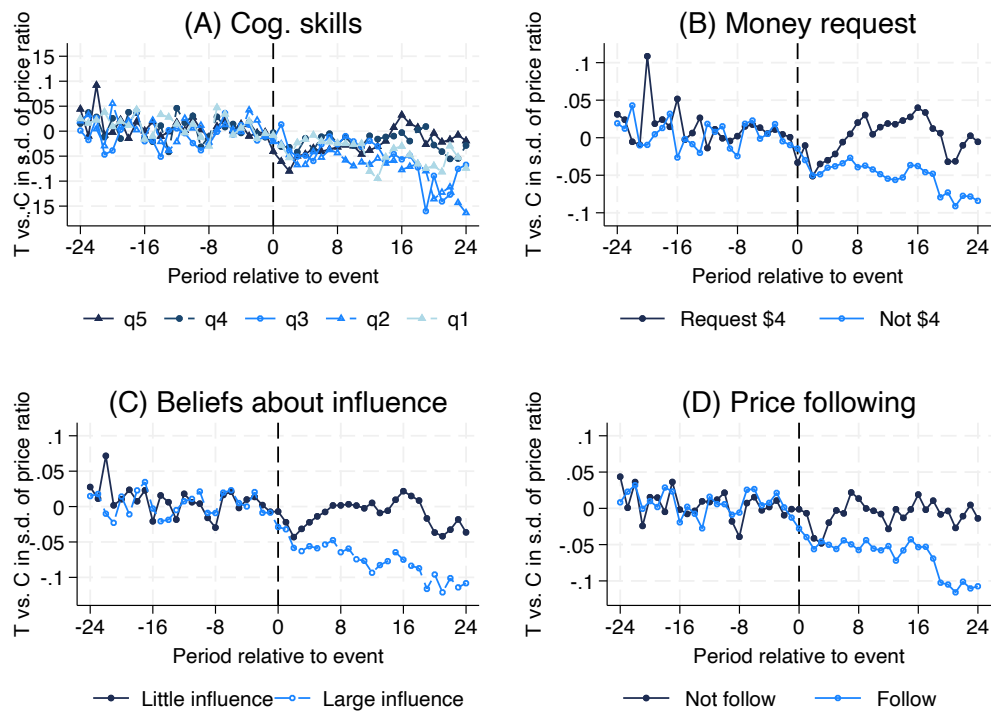 (A) Cog. skills
T vs. C in s.d. of price ratio
.15
.1
.05
0
-.05
-.1
-.15
-24 -16 -8 0 8 16 24
Period relative to event
q5 q4 q3 q2 q1
(B) Money request
T vs. C in s.d. of price ratio
.1
.05
0
-.05
-.1
-24 -16 -8 0 8 16 24
Period relative to event
Request $4 Not $4
(C) Beliefs about influence
T vs. C in s.d. of price ratio
.1
.05
0
-.05
-.1
-24 -16 -8 0 8 16 24
Period relative to event
Little influence Large influence
(D) Price following
T vs. C in s.d. of price ratio
.1
.05
0
-.05
-.1
-24 -16 -8 0 8 16 24
Period relative to event
Not follow Follow